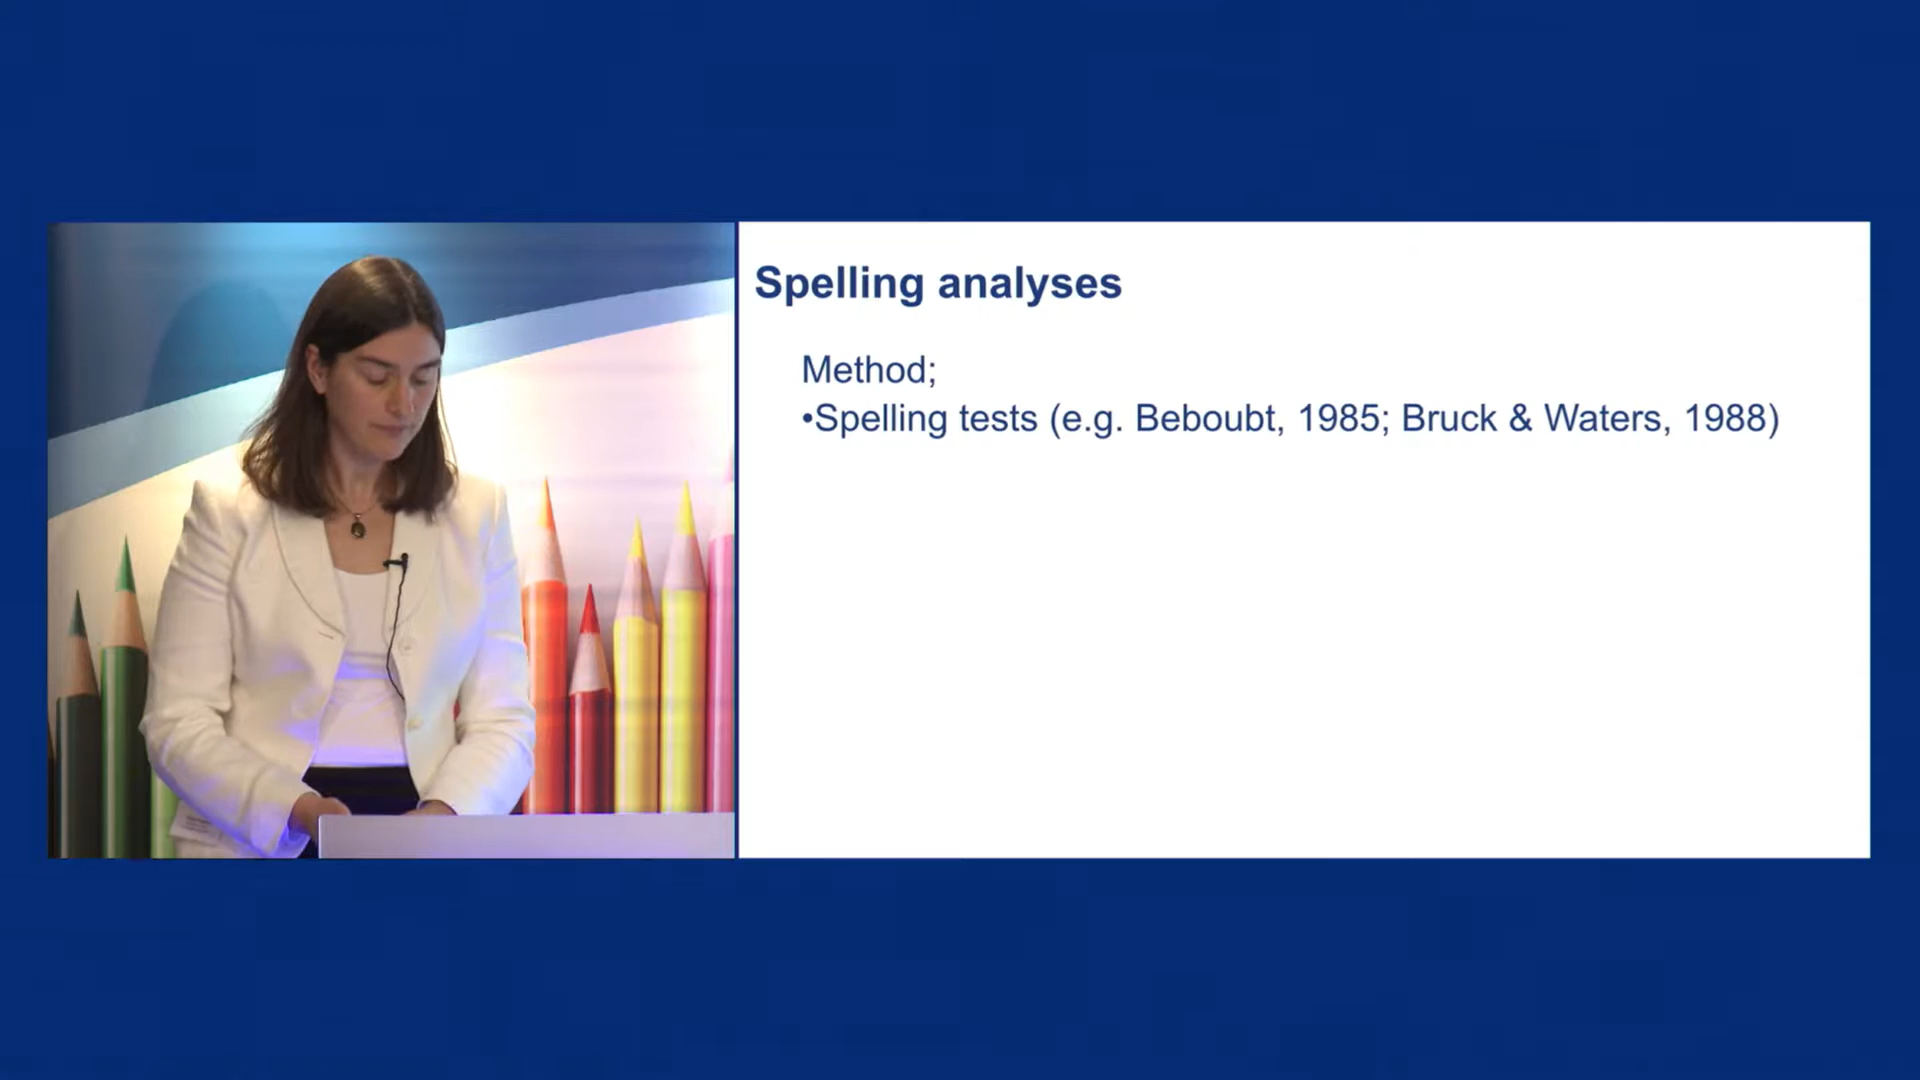 Spelling analyses
Method;
•Spelling tests (e.g. Beboubt, 1985; Bruck & Waters, 1988)